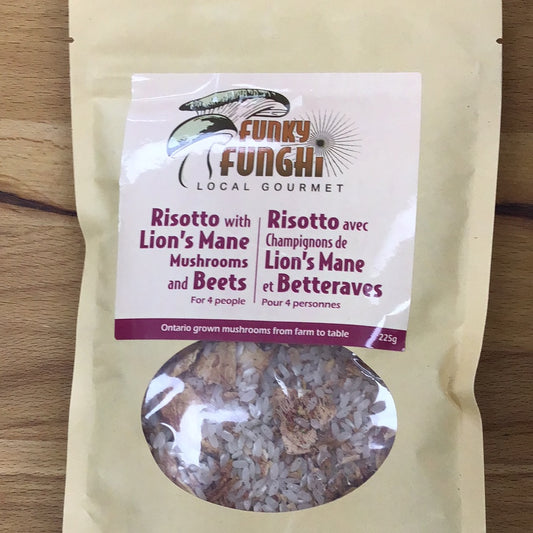 FUNKY
FUNGHi
LOCAL GOURMET
Risotto with
Lion's Mane
Mushrooms
and Beets
For 4 people
Risotto avec
Champignons de
Lion's Mane
et Betteraves
Pour 4 personnes
Ontario grown mushrooms from farm to table
225g